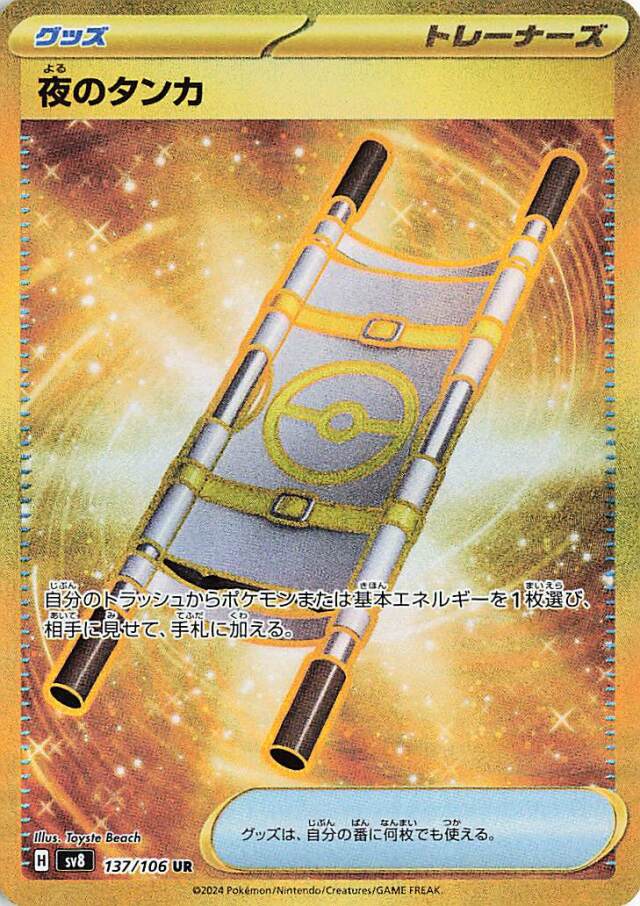 グッズ
トレーナーズ
よる
夜のタンカ
じぶん きほん まいえら
自分のトラッシュからポケモンまたは基本エネルギーを1枚選び、
あいて み てふだ くわ
相手に見せて、手札に加える。
じぶん ばん なんまい つか
グッズは、自分の番に何枚でも使える。
Illus. Tayste Beach
H sv8 137/106 UR
©2024 Pokémon/Nintendo/Creatures/GAME FREAK.